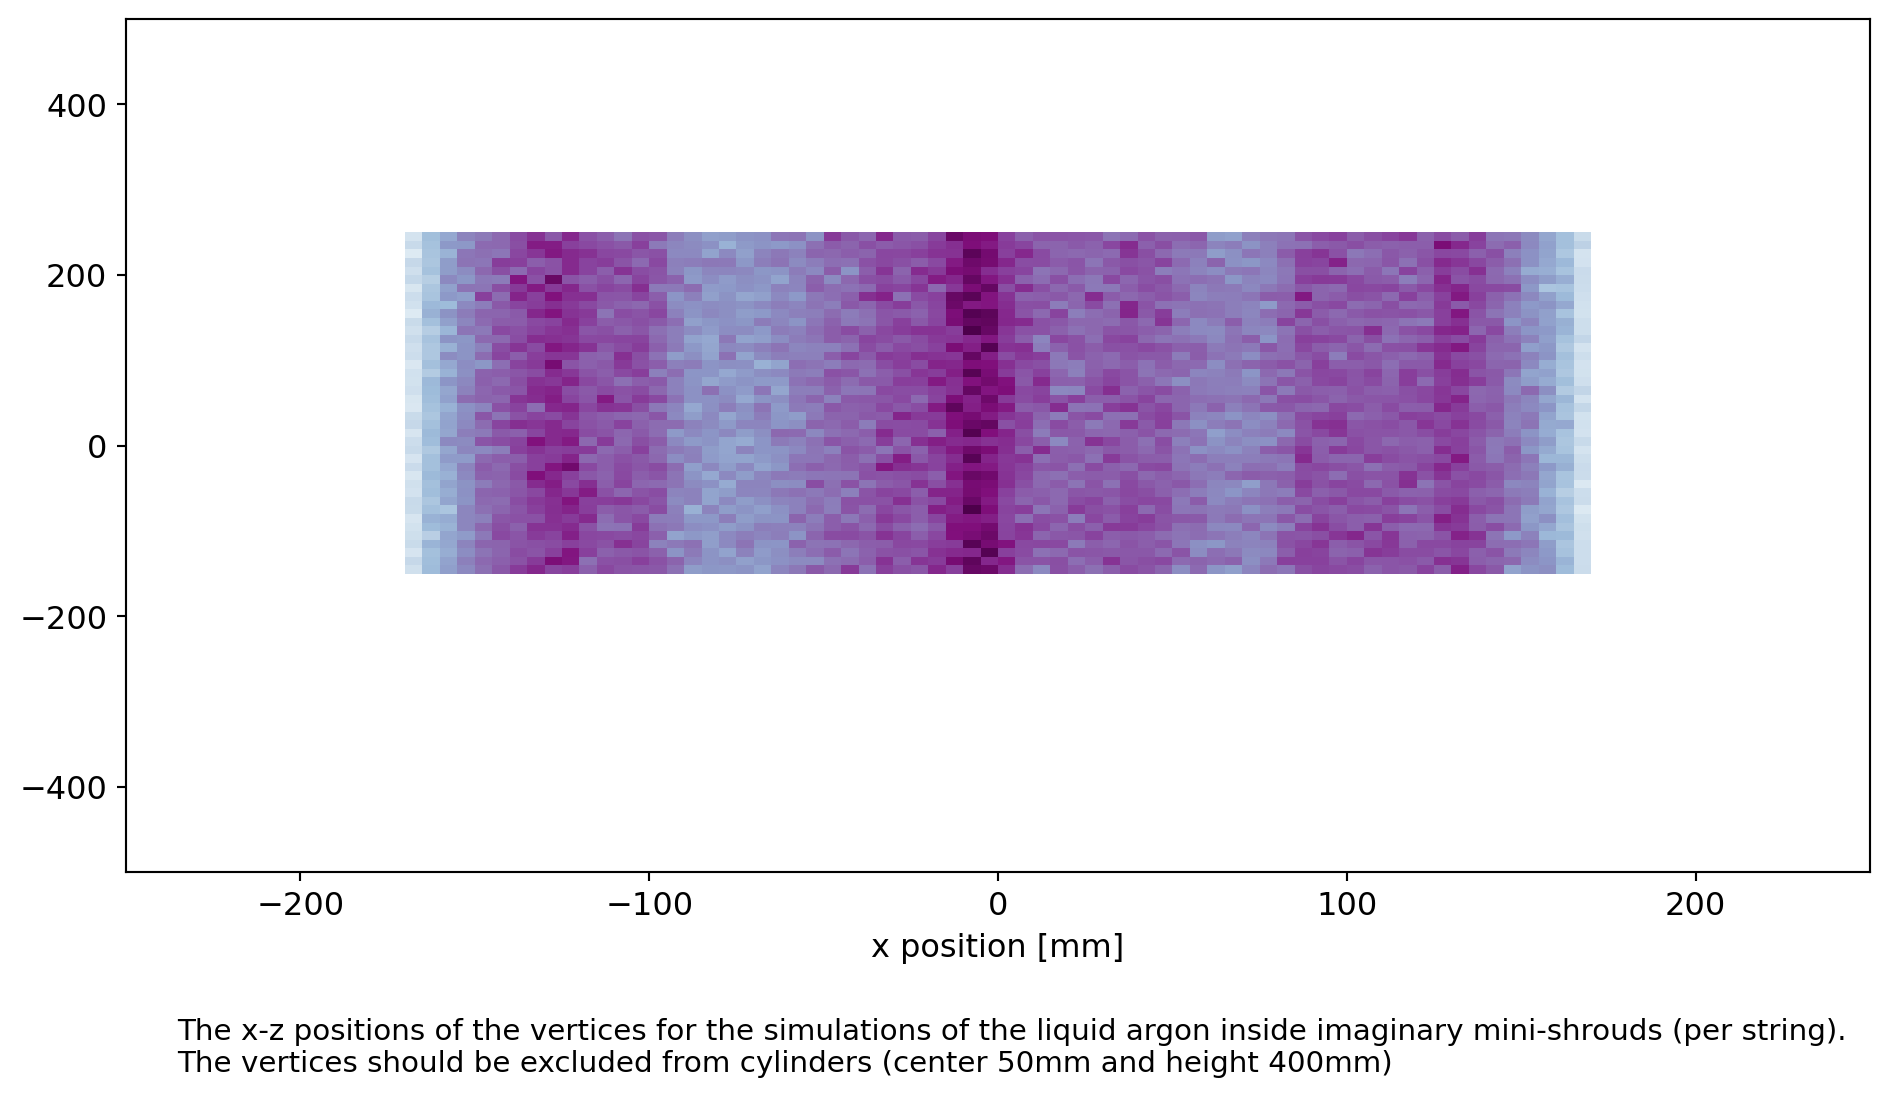 400
200
0
−200
−400
−200 −100 0 100 200
x position [mm]
The x-z positions of the vertices for the simulations of the liquid argon inside imaginary mini-shrouds (per string).
The vertices should be excluded from cylinders (center 50mm and height 400mm)